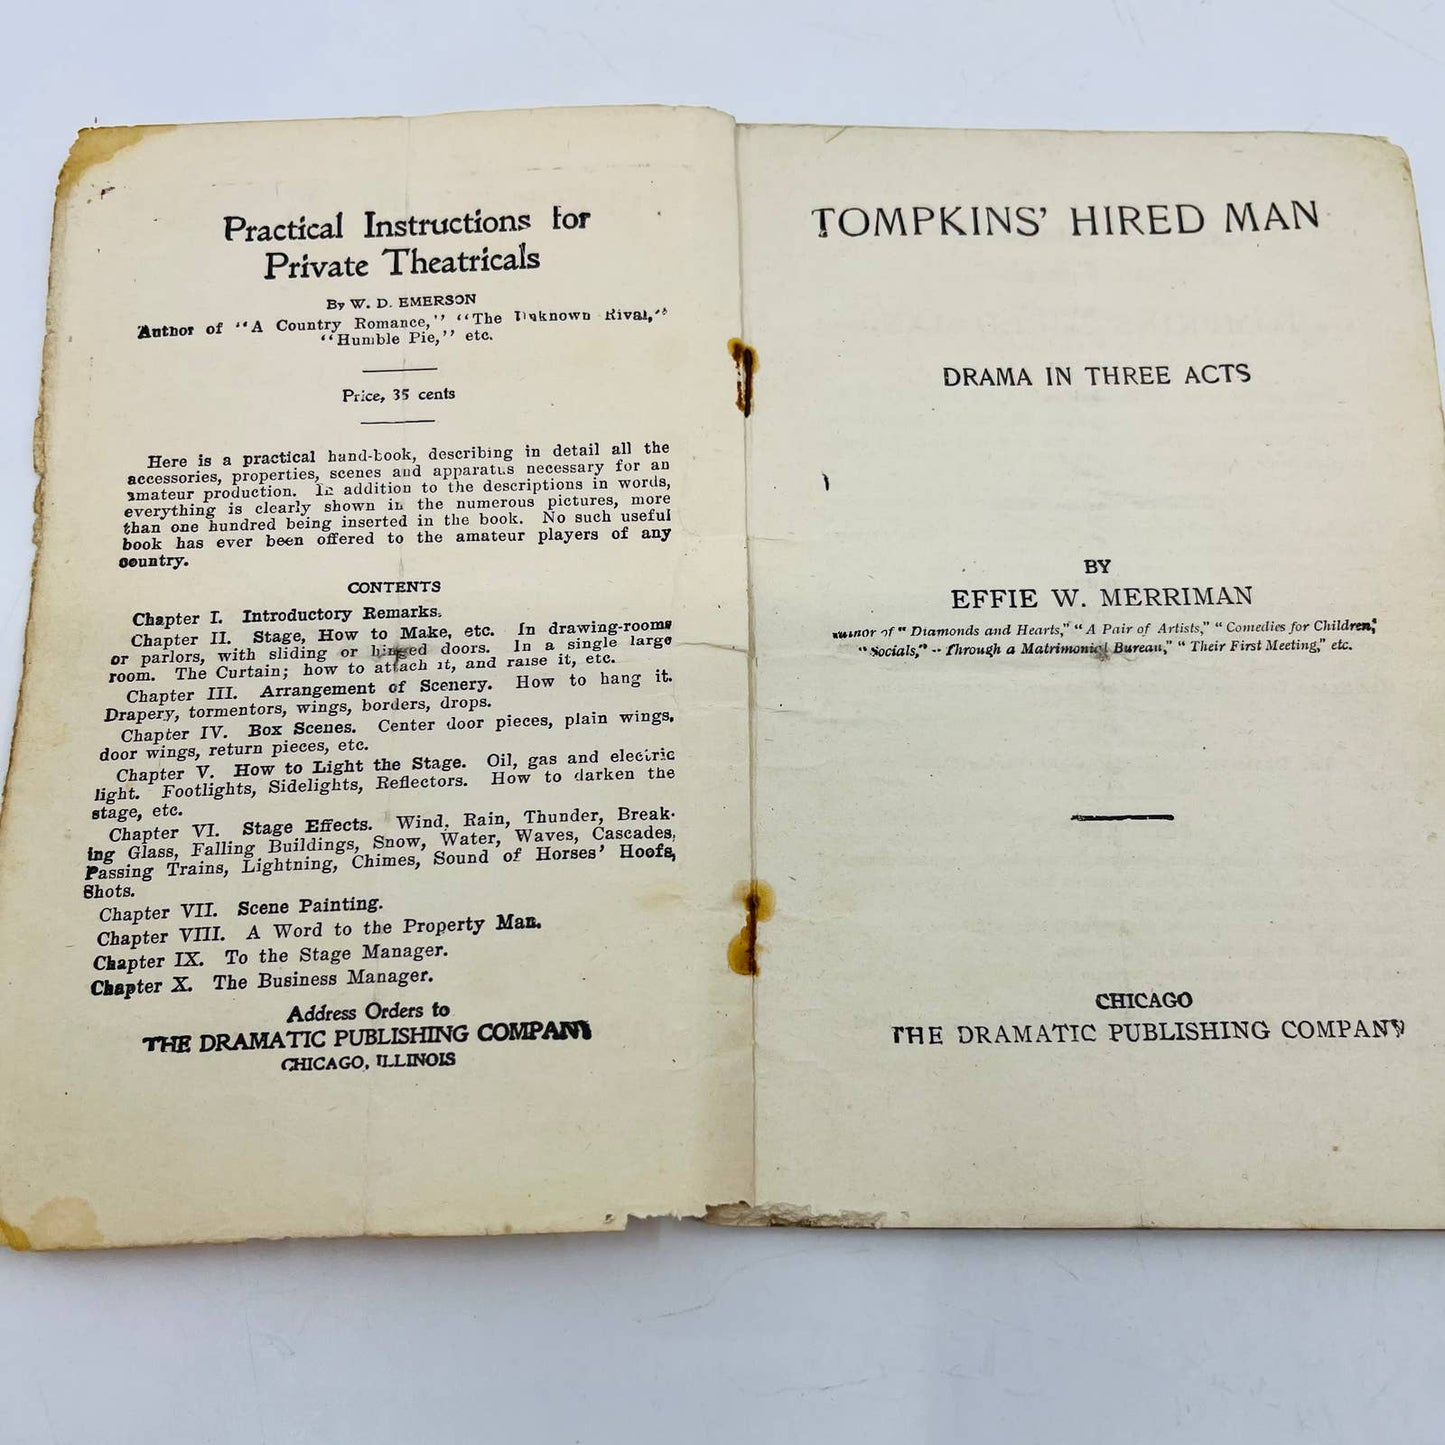 Practical Instructions for
Private Theatricals
By W. D. EMERSON
Author of "A Country Romance," "The Unknown Rival,"
"Humble Pie," etc.
Price, 35 cents
Here is a practical hand-book, describing in detail all the
accessories, properties, scenes and apparatus necessary for an
amateur production. In addition to the descriptions in words,
everything is clearly shown in the numerous pictures, more
than one hundred being inserted in the book. No such useful
book has ever been offered to the amateur players of any
country.
CONTENTS
Chapter I. Introductory Remarks.
Chapter II. Stage, How to Make, etc. In drawing-rooms
or parlors, with sliding or hinged doors. In a single large
room. The Curtain; how to attach it, and raise it, etc.
Chapter III. Arrangement of Scenery. How to hang it.
Drapery, tormentors, wings, borders, drops.
Chapter IV. Box Scenes. Center door pieces, plain wings,
door wings, return pieces, etc.
Chapter V. How to Light the Stage. Oil, gas and electric
light. Footlights, Sidelights, Reflectors. How to darken the
stage, etc.
Chapter VI. Stage Effects. Wind, Rain, Thunder, Break-
ing Glass, Falling Buildings, Snow, Water, Waves, Cascades,
Passing Trains, Lightning, Chimes, Sound of Horses' Hoofs,
Shots.
Chapter VII. Scene Painting.
Chapter VIII. A Word to the Property Man.
Chapter IX. To the Stage Manager.
Chapter X. The Business Manager.
Address Orders to
THE DRAMATIC PUBLISHING COMPANY
CHICAGO, ILLINOIS
TOMPKINS' HIRED MAN
DRAMA IN THREE ACTS
BY
EFFIE W. MERRIMAN
Author of "Diamonds and Hearts," "A Pair of Artists," "Comedies for Children,"
"Socials," "Through a Matrimonial Bureau," "Their First Meeting," etc.
CHICAGO
THE DRAMATIC PUBLISHING COMPANY